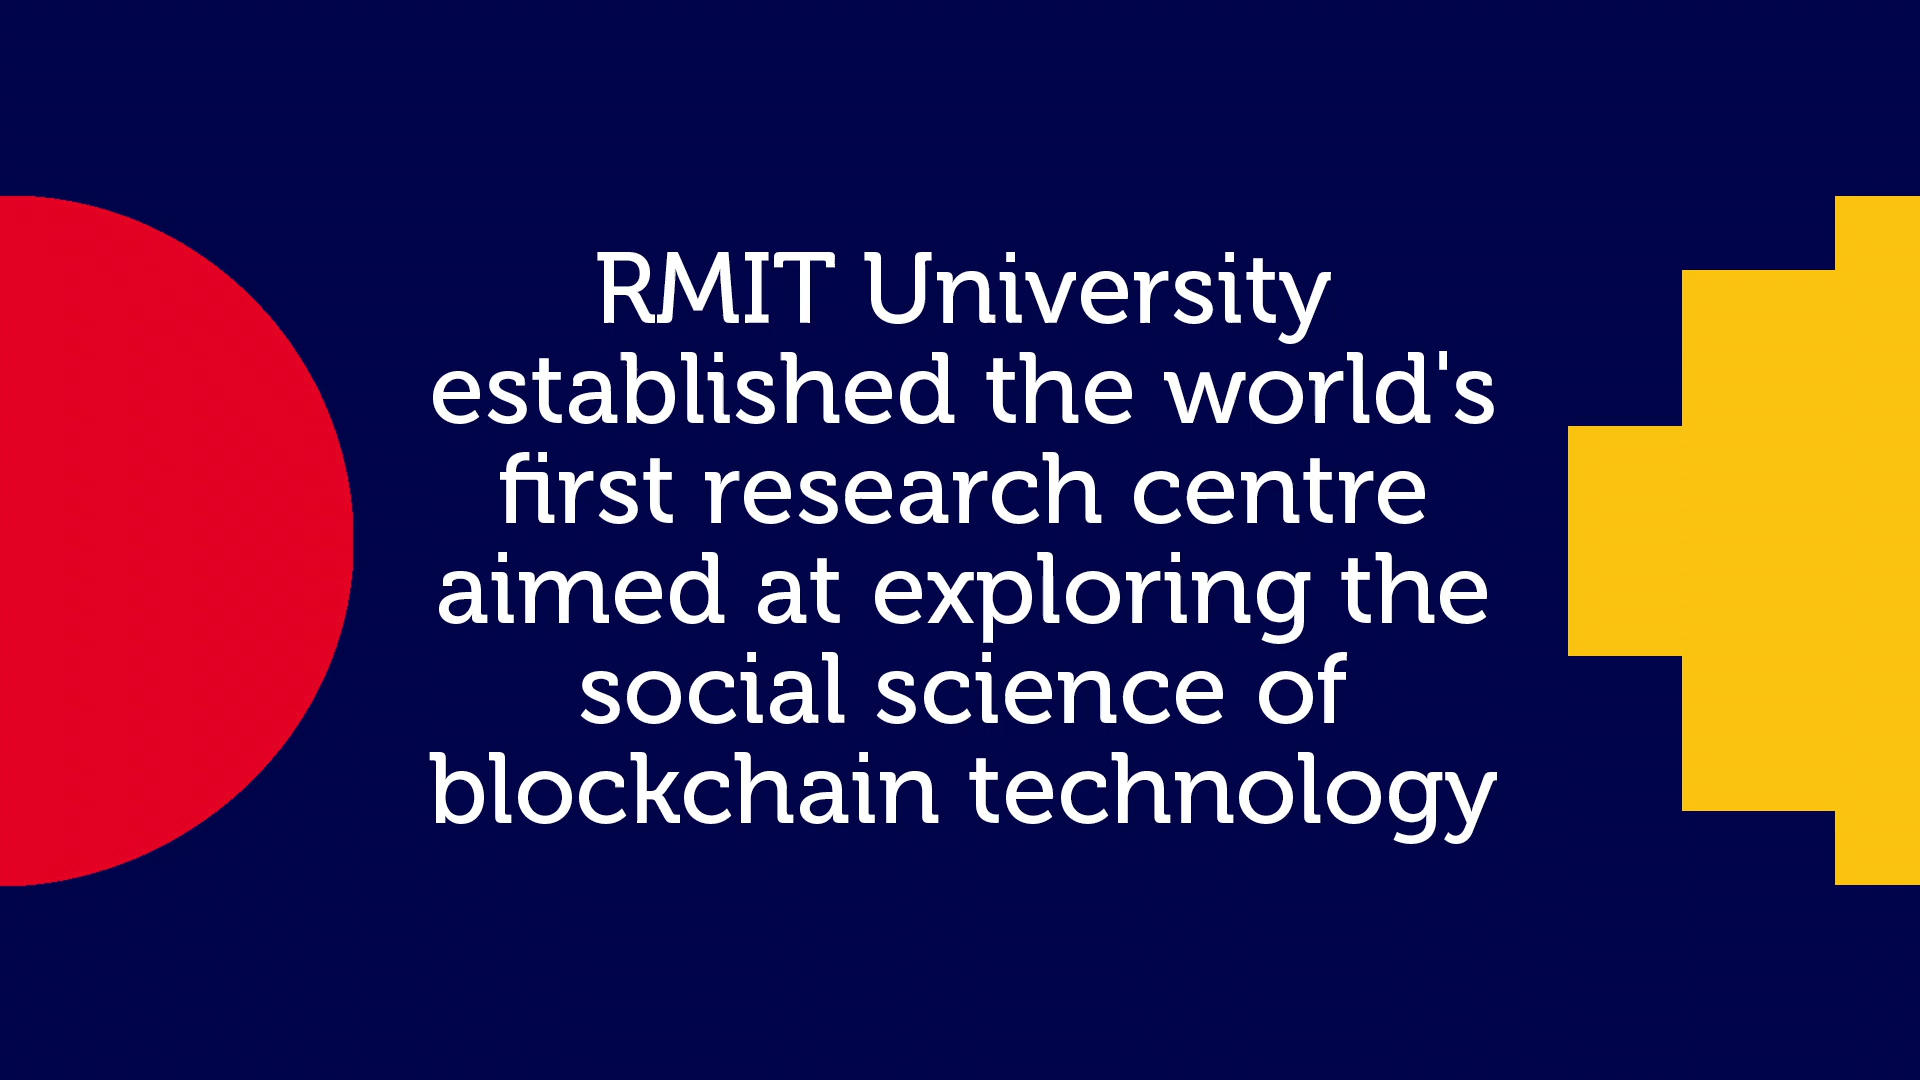 RMIT University
established the world's
first research centre
aimed at exploring the
social science of
blockchain technology